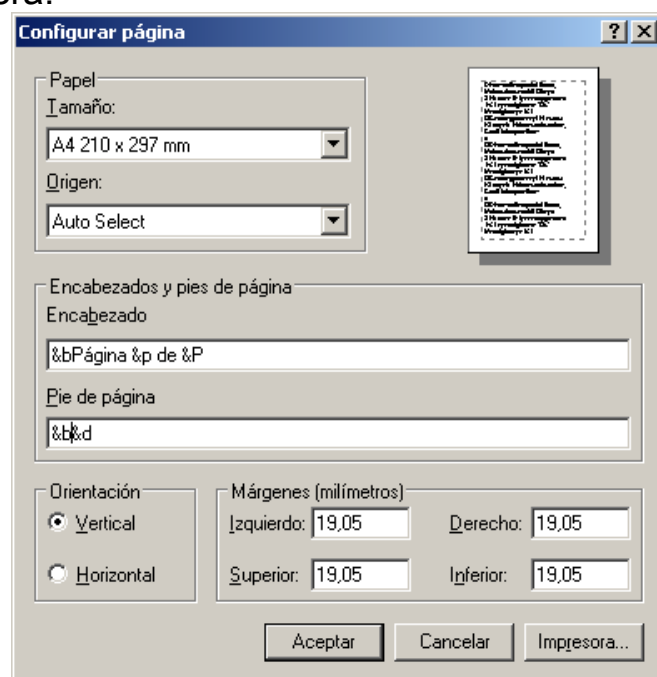 Configurar página
Papel
Tamaño:
A4 210 x 297 mm
Origen:
Auto Select
Encabezados y pies de página
Encabezado
&bPágina &p de &P
Pie de página
&b&d
Orientación
Vertical
Horizontal
Márgenes (milímetros)
Izquierdo: 19,05 Derecho: 19,05
Superior: 19,05 Inferior: 19,05
Aceptar Cancelar Impresora...